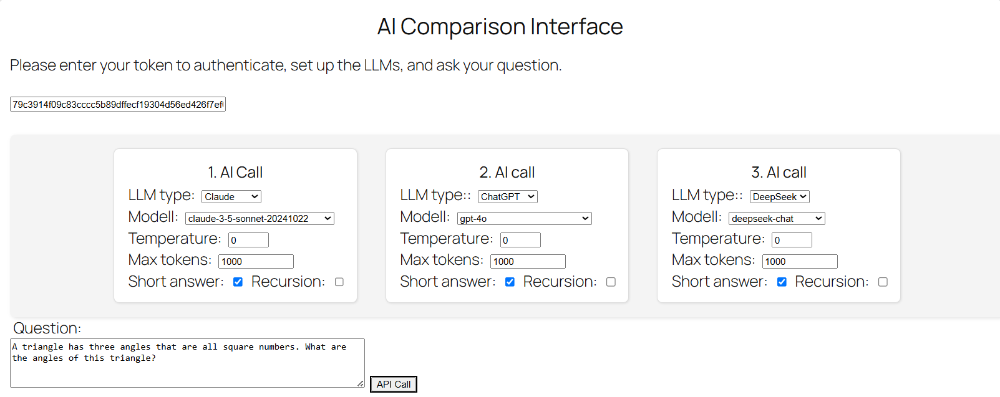 AI Comparison Interface
Please enter your token to authenticate, set up the LLMs, and ask your question.
79c3914f09c83cccc5b89dffecf19304d56ed426f7ef
1. AI Call
LLM type: Claude
Modell: claude-3-5-sonnet-20241022
Temperature: 0
Max tokens: 1000
Short answer: Recursion:
2. AI call
LLM type:: ChatGPT
Modell: gpt-4o
Temperature: 0
Max tokens: 1000
Short answer: Recursion:
3. AI call
LLM type:: DeepSeek
Modell: deepseek-chat
Temperature: 0
Max tokens: 1000
Short answer: Recursion:
Question:
A triangle has three angles that are all square numbers. What are
the angles of this triangle?
API Call